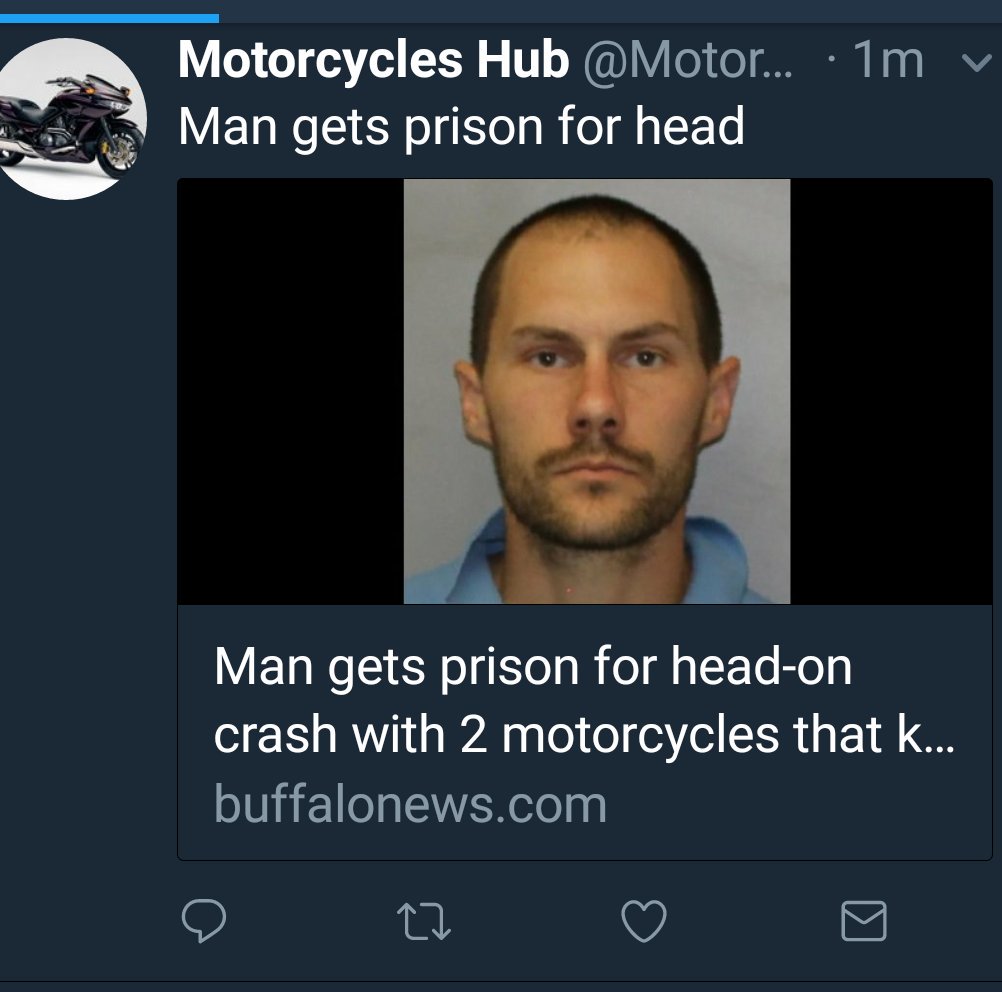 Motorcycles Hub @Motor... · 1m
Man gets prison for head
Man gets prison for head-on
crash with 2 motorcycles that k...
buffalonews.com